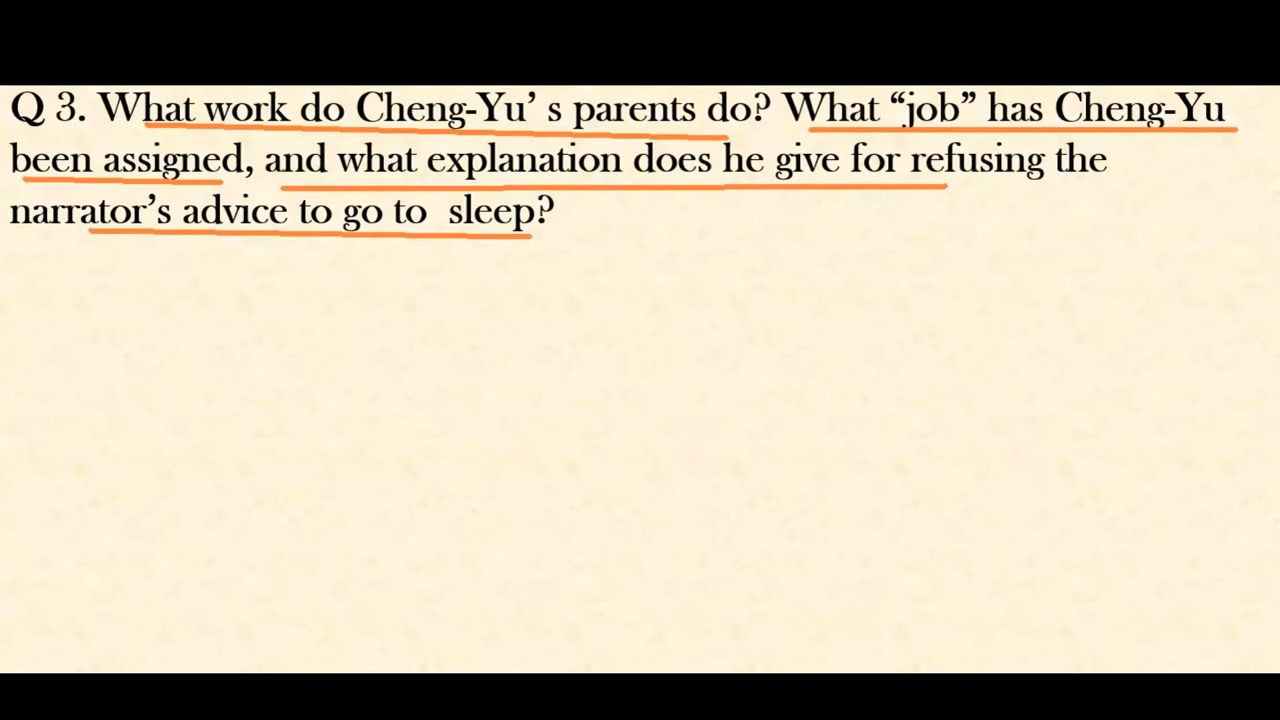 Q 3. What work do Cheng-Yu’ s parents do? What “job” has Cheng-Yu
been assigned, and what explanation does he give for refusing the
narrator’s advice to go to  sleep?